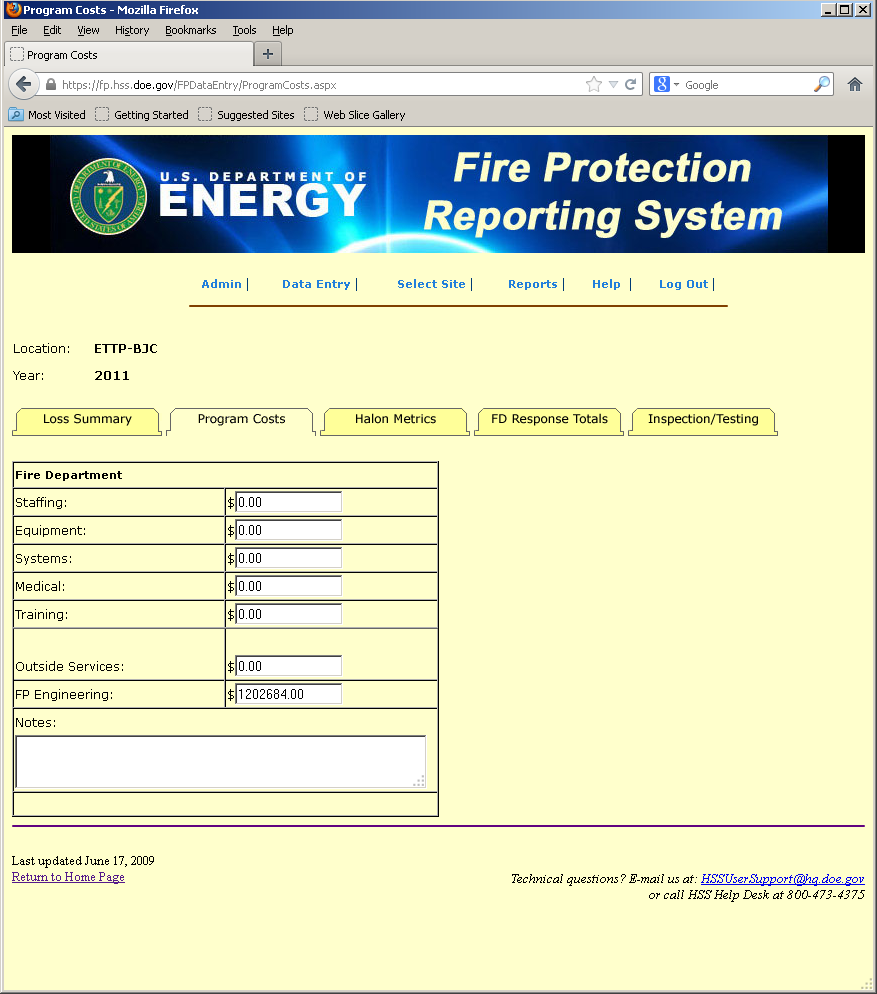 Program Costs - Mozilla Firefox
File Edit View History Bookmarks Tools Help
Program Costs
https://fp.hss.doe.gov/FPDataEntry/ProgramCosts.aspx
Google
Most Visited Getting Started Suggested Sites Web Slice Gallery
U.S. DEPARTMENT OF
ENERGY
Fire Protection
Reporting System
Admin | Data Entry | Select Site | Reports | Help | Log Out |
Location: ETTP-BJC
Year: 2011
Loss Summary Program Costs Halon Metrics FD Response Totals Inspection/Testing
Fire Department
Staffing: $ 0.00
Equipment: $ 0.00
Systems: $ 0.00
Medical: $ 0.00
Training: $ 0.00
Outside Services: $ 0.00
FP Engineering: $ 1202684.00
Notes:
Last updated June 17, 2009
Return to Home Page
Technical questions? E-mail us at: HSSUserSupport@hq.doe.gov
or call HSS Help Desk at 800-473-4375